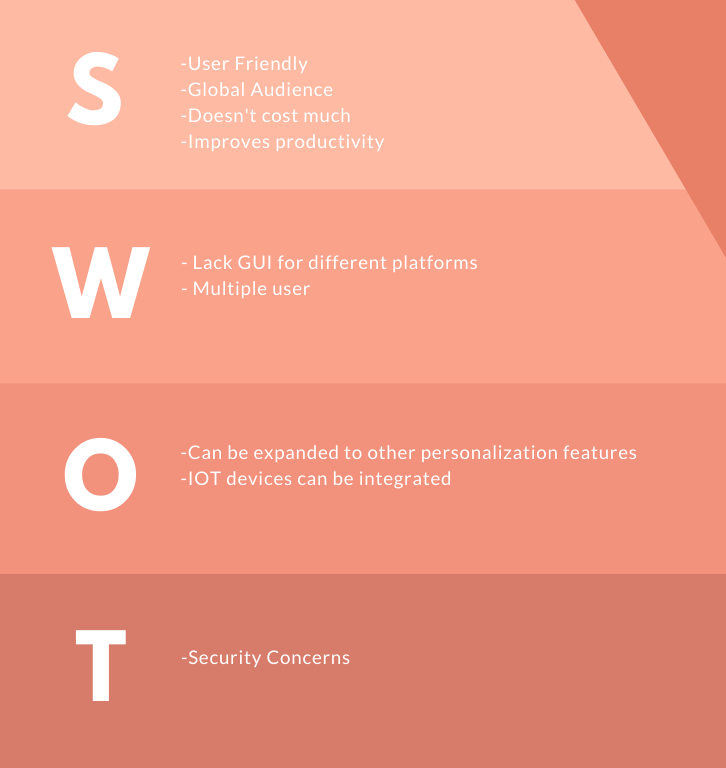 S
-User Friendly
-Global Audience
-Doesn't cost much
-Improves productivity
W
- Lack GUI for different platforms
- Multiple user
O
-Can be expanded to other personalization features
-IOT devices can be integrated
T
-Security Concerns